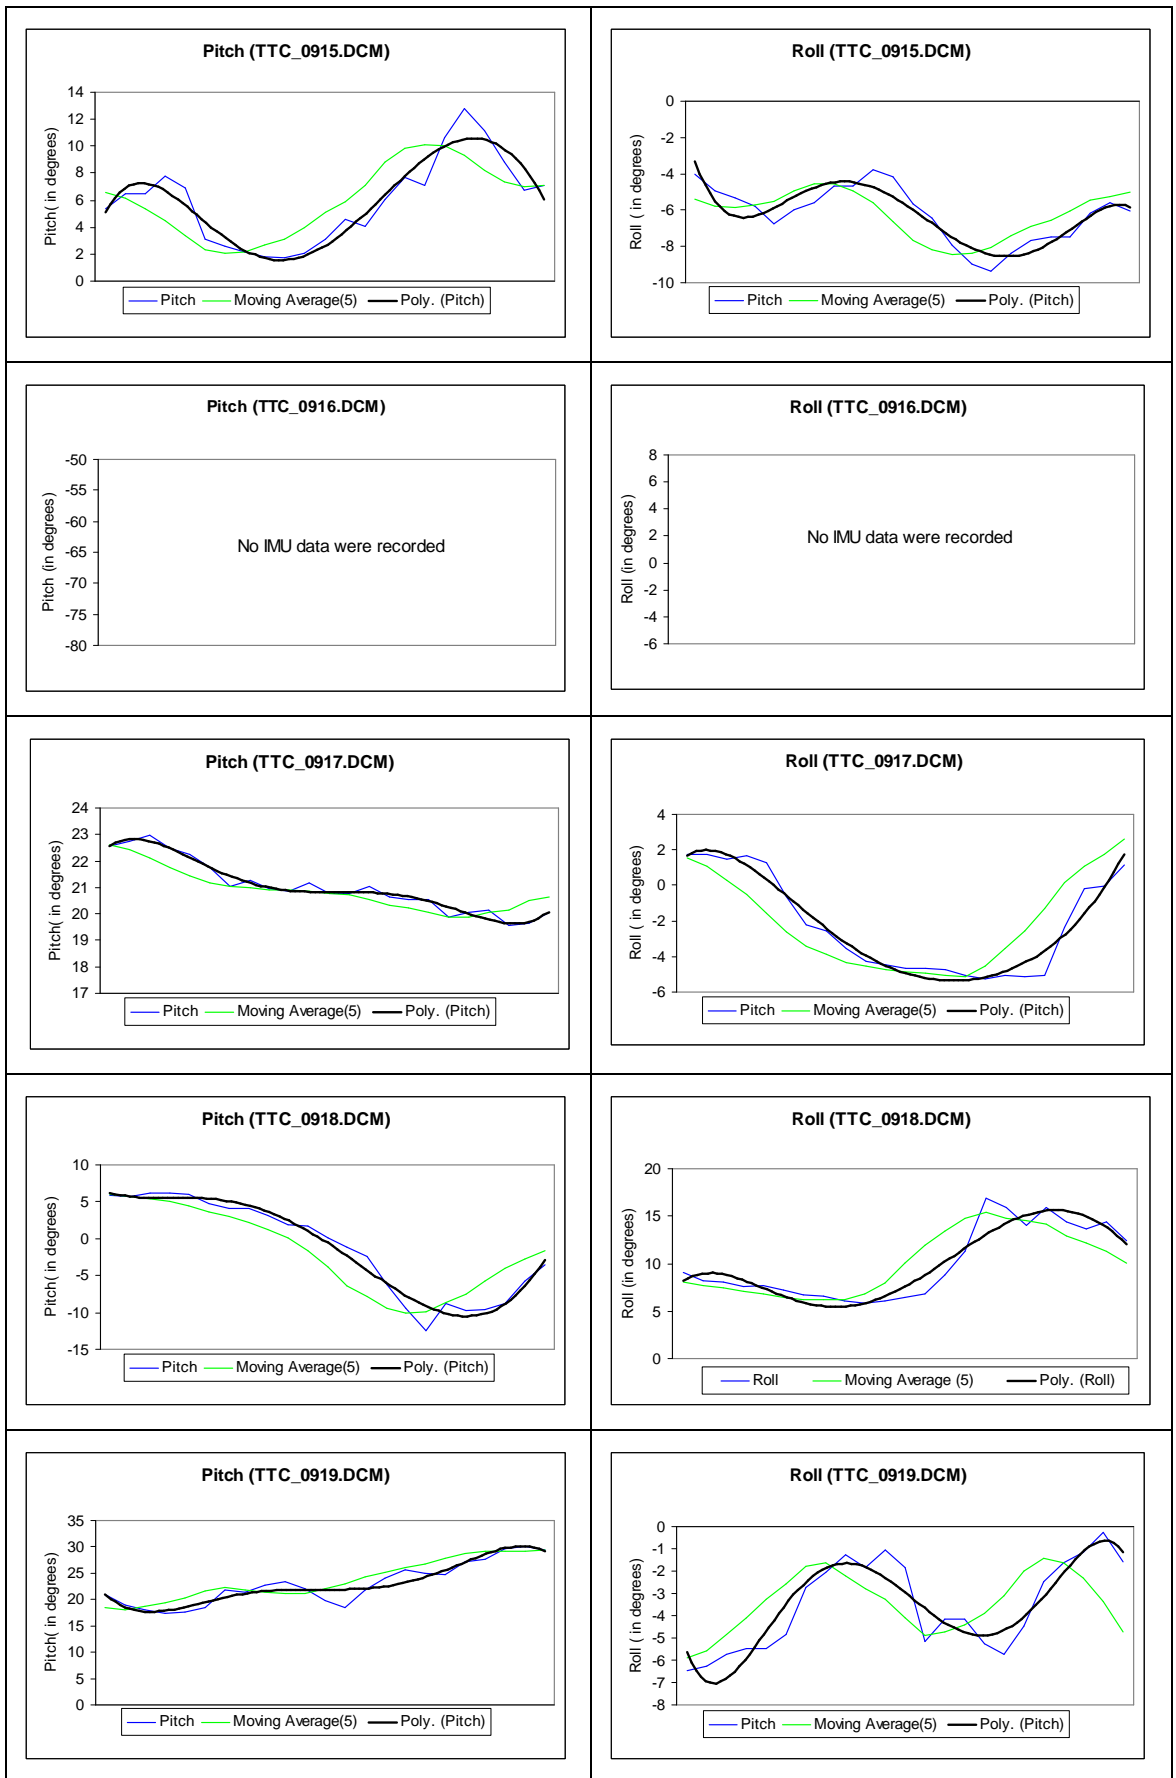 Pitch (TTC_0915.DCM)
Pitch( in degrees)
14
12
10
8
6
4
2
0
Pitch Moving Average(5) Poly. (Pitch)
Roll (TTC_0915.DCM)
Roll ( in degrees)
0
-2
-4
-6
-8
-10
Pitch Moving Average(5) Poly. (Pitch)
Pitch (TTC_0916.DCM)
Pitch (in degrees)
-50
-55
-60
-65
-70
-75
-80
No IMU data were recorded
Roll (TTC_0916.DCM)
Roll (in degrees)
8
6
4
2
0
-2
-4
-6
No IMU data were recorded
Pitch (TTC_0917.DCM)
Pitch( in degrees)
24
23
22
21
20
19
18
17
Pitch Moving Average(5) Poly. (Pitch)
Roll (TTC_0917.DCM)
Roll ( in degrees)
4
2
0
-2
-4
-6
Pitch Moving Average(5) Poly. (Pitch)
Pitch (TTC_0918.DCM)
Pitch( in degrees)
10
5
0
-5
-10
-15
Pitch Moving Average(5) Poly. (Pitch)
Roll (TTC_0918.DCM)
Roll (in degrees)
20
15
10
5
0
Roll Moving Average (5) Poly. (Roll)
Pitch (TTC_0919.DCM)
Pitch( in degrees)
35
30
25
20
15
10
5
0
Pitch Moving Average(5) Poly. (Pitch)
Roll (TTC_0919.DCM)
Roll ( in degrees)
0
-1
-2
-3
-4
-5
-6
-7
-8
Pitch Moving Average(5) Poly. (Pitch)